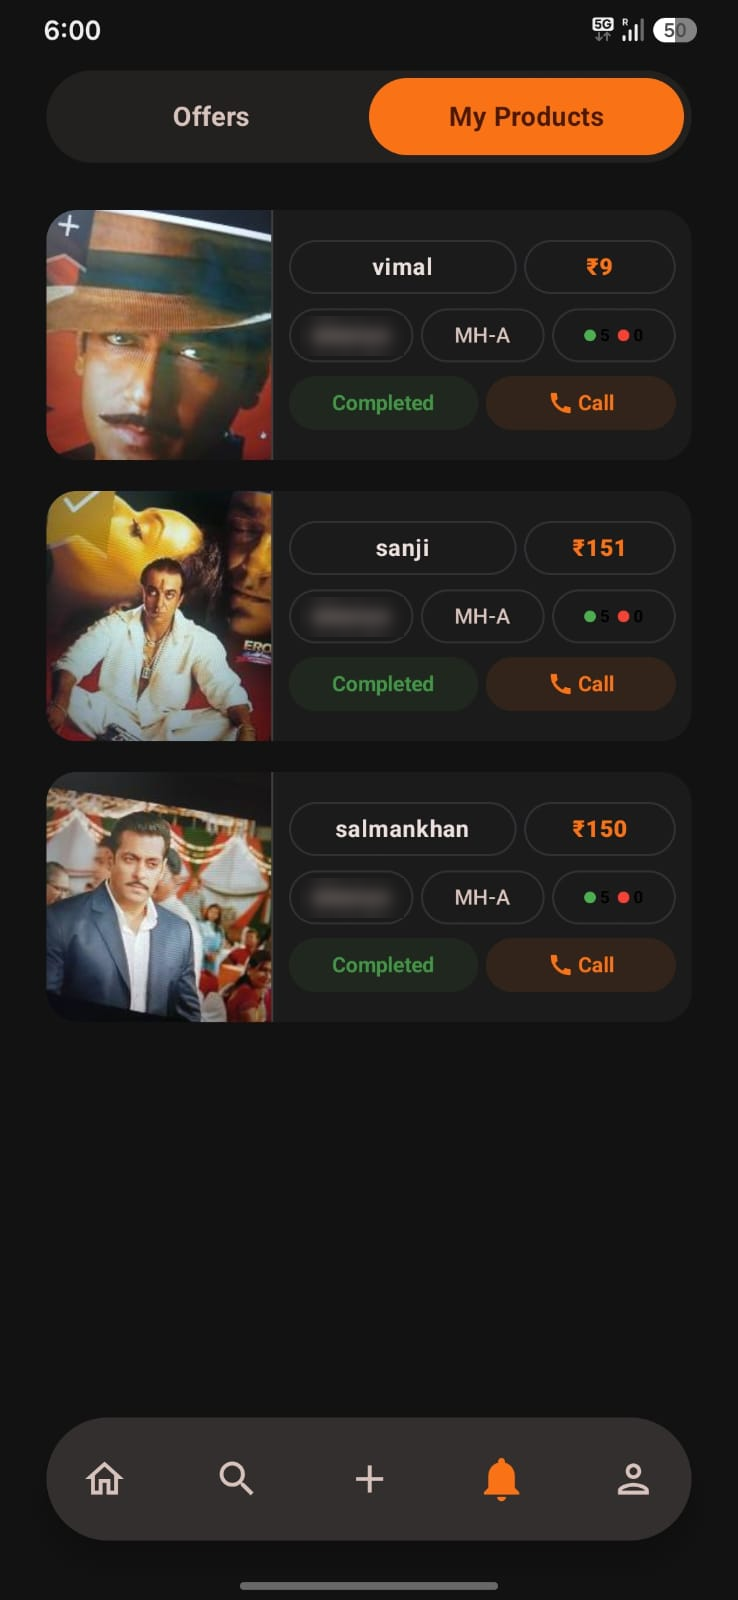 6:00 5G R 50
Offers My Products
vimal ₹9
MH-A 5 0
Completed Call
sanji ₹151
MH-A 5 0
ERO
Completed Call
salmankhan ₹150
MH-A 5 0
Completed Call